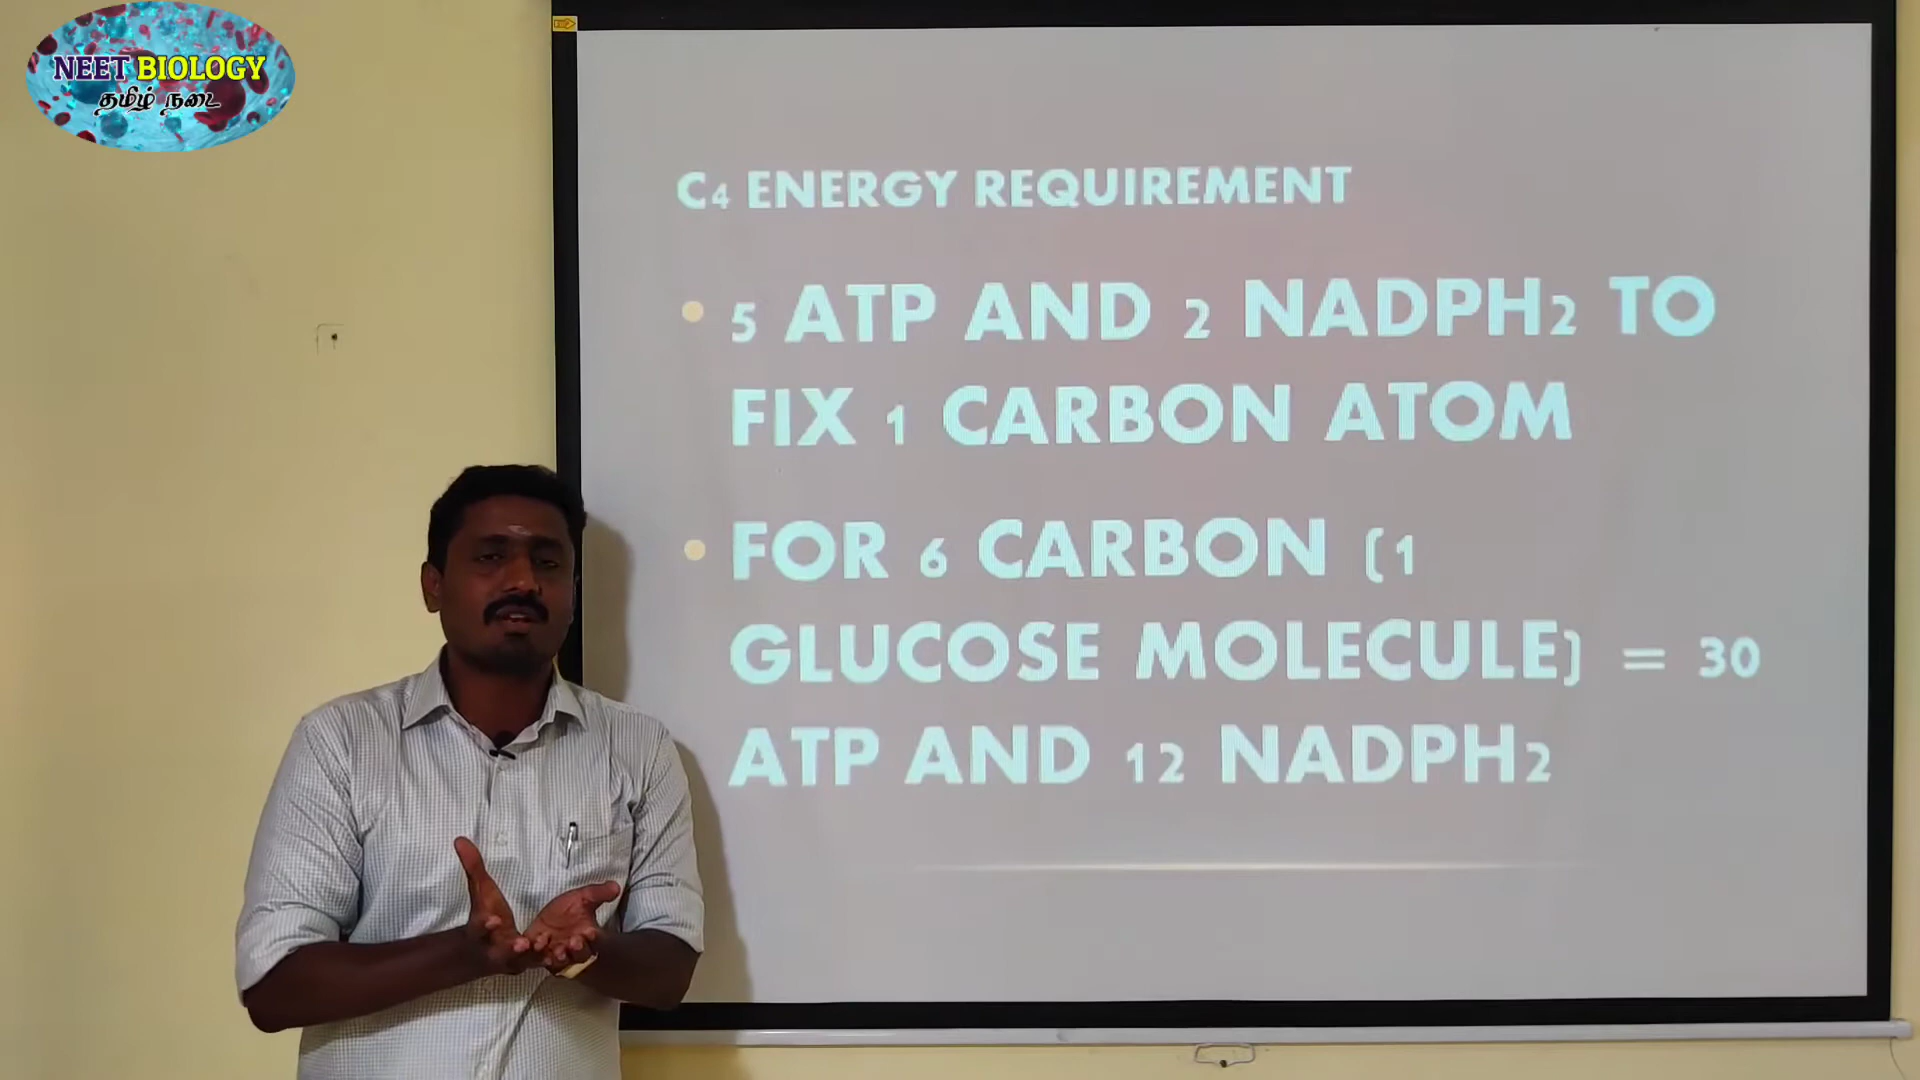 NEET BIOLOGY
தமிழ் நடை
C4 ENERGY REQUIREMENT
• 5 ATP AND 2 NADPH2 TO
FIX 1 CARBON ATOM
• FOR 6 CARBON (1
GLUCOSE MOLECULE) = 30
ATP AND 12 NADPH2